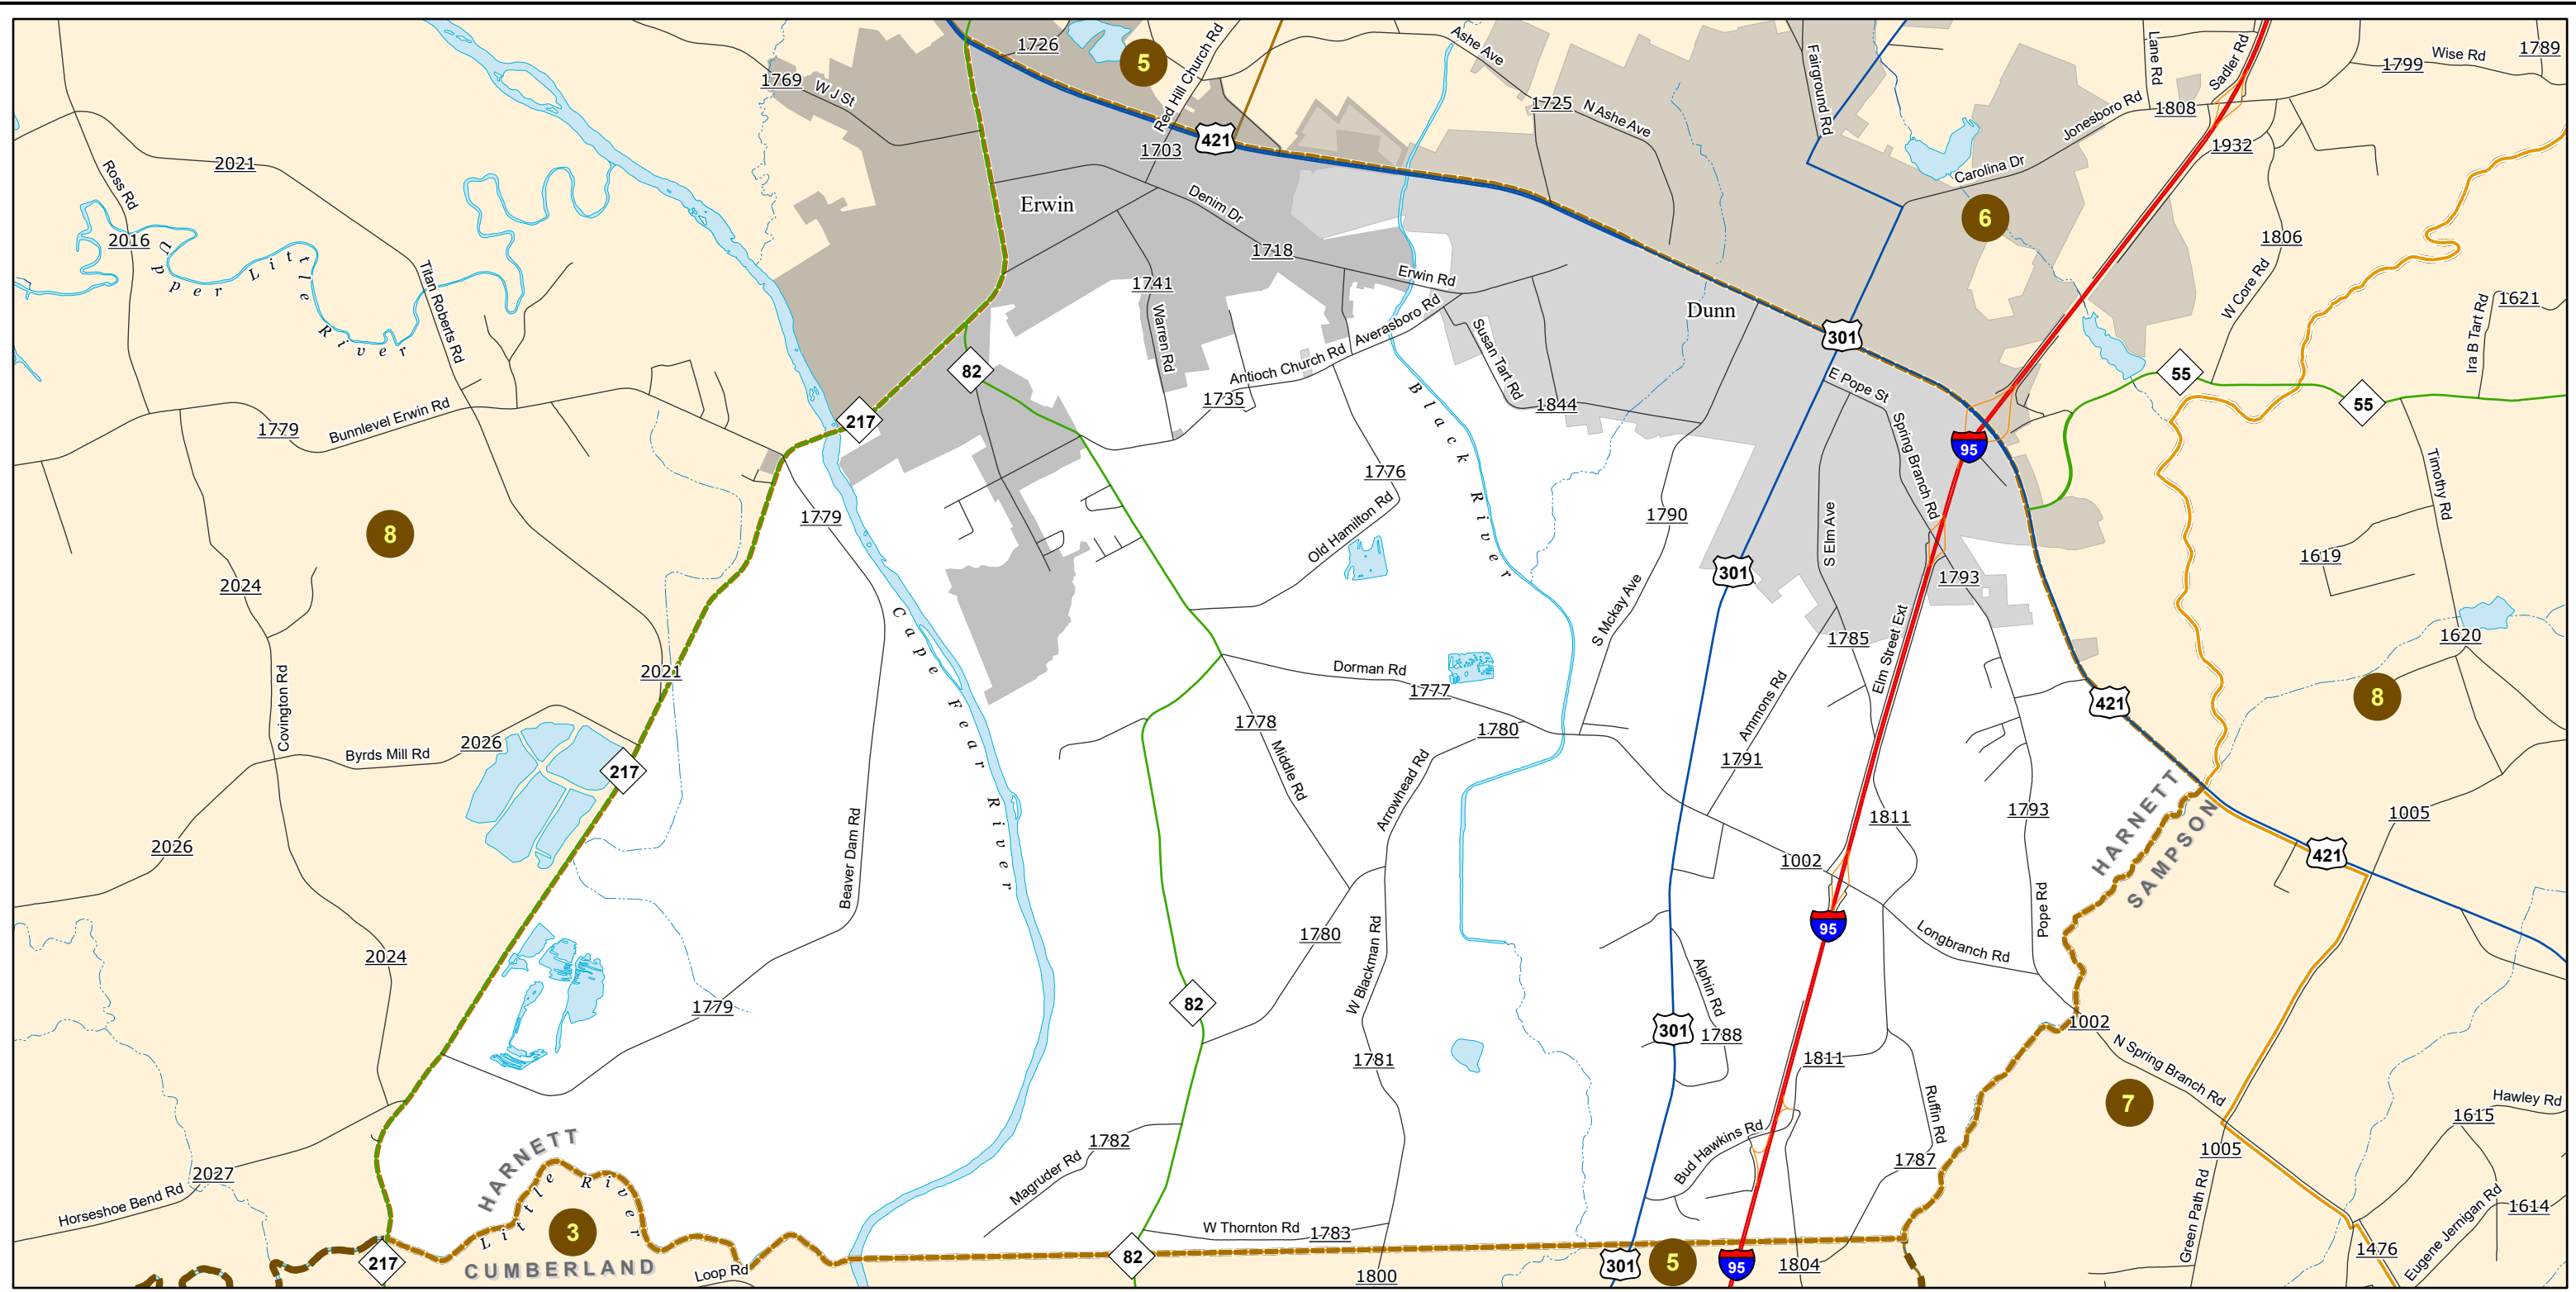 1726
5
Red Hill Church Rd
Ashe Ave
Fairground Rd
Lane Rd
Sadler Rd
1799
Wise Rd
1789
1769
W J St
1725
N Ashe Ave
Jonesboro Rd
1808
421
1703
1932
2021
Ross Rd
Carolina Dr
Erwin
Denim Dr
6
2016
Upper Little River
1718
1806
Titan Roberts Rd
1741
Erwin Rd
W Core Rd
1621
Ira B Tart Rd
Dunn
Warren Rd
Averasboro Rd
Susan Tart Rd
301
82
Antioch Church Rd
E Pope St
55
55
1735
1844
217
1779
Bunnlevel Erwin Rd
Black River
Spring Branch Rd
95
1776
Timothy Rd
1779
Old Hamilton Rd
1790
S Elm Ave
8
1619
2024
301
1793
Cape Fear River
S Mckay Ave
1785
Elm Street Ext
1620
2021
Dorman Rd
1777
Covington Rd
8
421
Ammons Rd
1778
1780
2026
Byrds Mill Rd
Middle Rd
1791
217
Arrowhead Rd
HARNETT
SAMPSON
1811
1793
1005
2026
Beaver Dam Rd
421
1002
Pope Rd
95
1780
W Blackman Rd
Longbranch Rd
2024
Alphin Rd
1779
82
1002
301
1788
N Spring Branch Rd
1781
1811
7
Hawley Rd
1615
HARNETT
1782
Ruffin Rd
Bud Hawkins Rd
1005
2027
Magruder Rd
1787
Horseshoe Bend Rd
Little River
3
W Thornton Rd
1783
Green Path Rd
1614
Eugene Jernigan Rd
1476
217
CUMBERLAND
Loop Rd
82
1800
301
5
95
1804